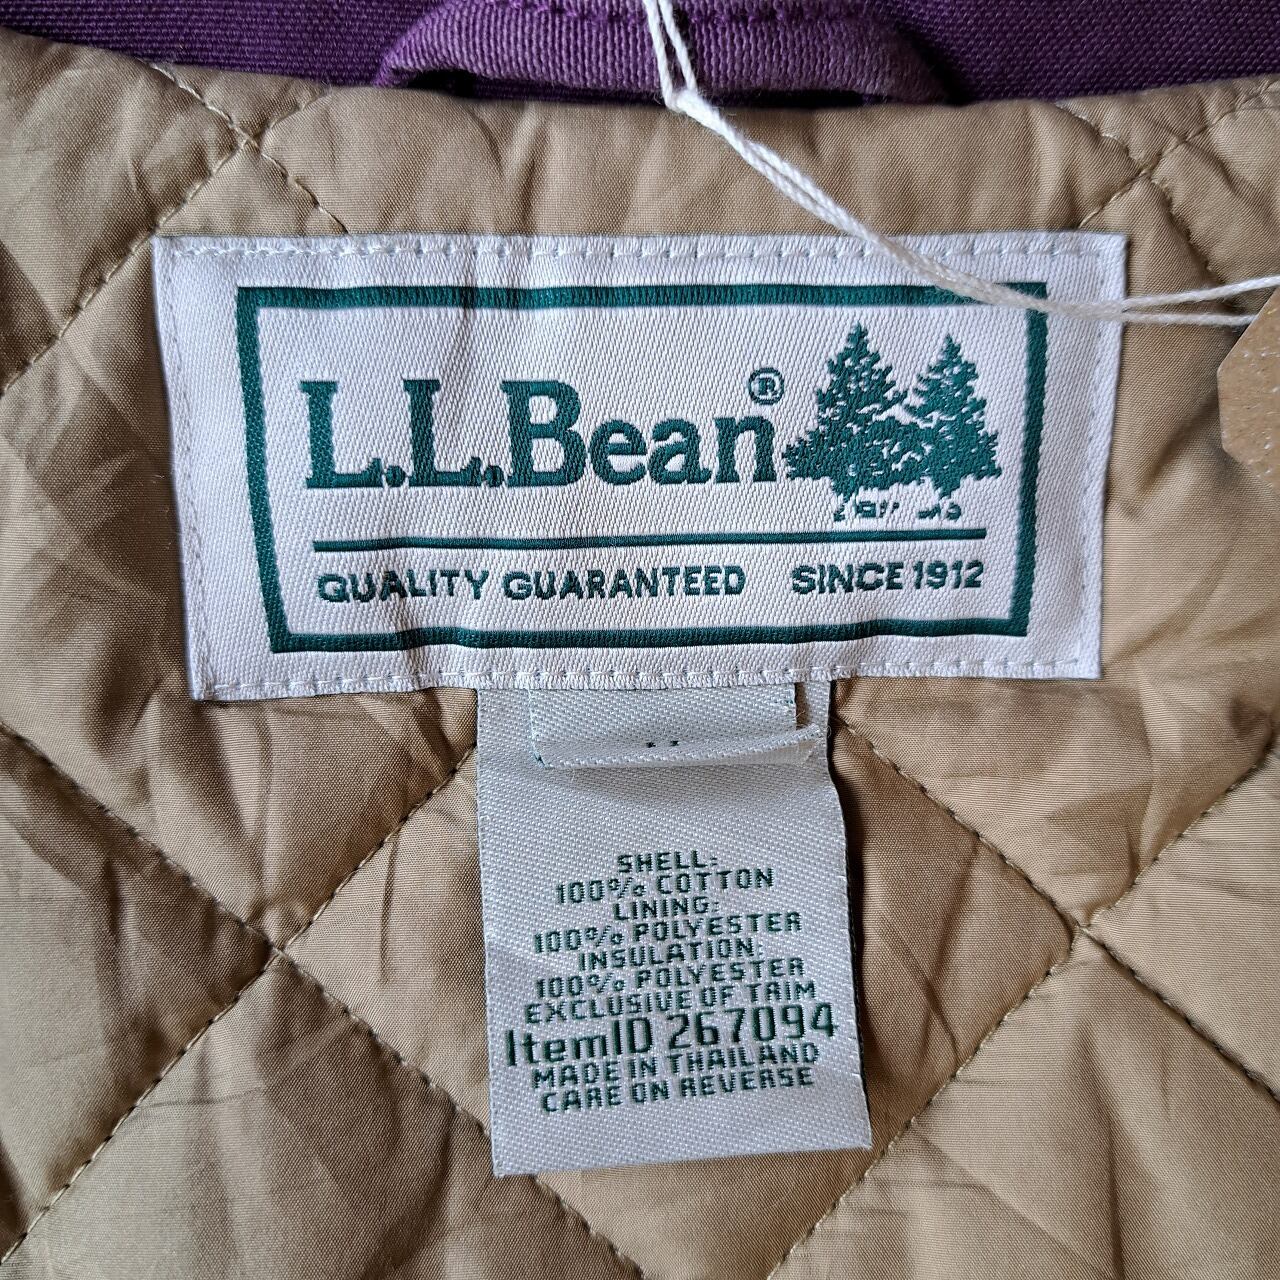 L.L.Bean®
QUALITY GUARANTEED SINCE 1912
SHELL:
100% COTTON
LINING:
100% POLYESTER
INSULATION:
100% POLYESTER
EXCLUSIVE OF TRIM
ItemID 267094
MADE IN THAILAND
CARE ON REVERSE